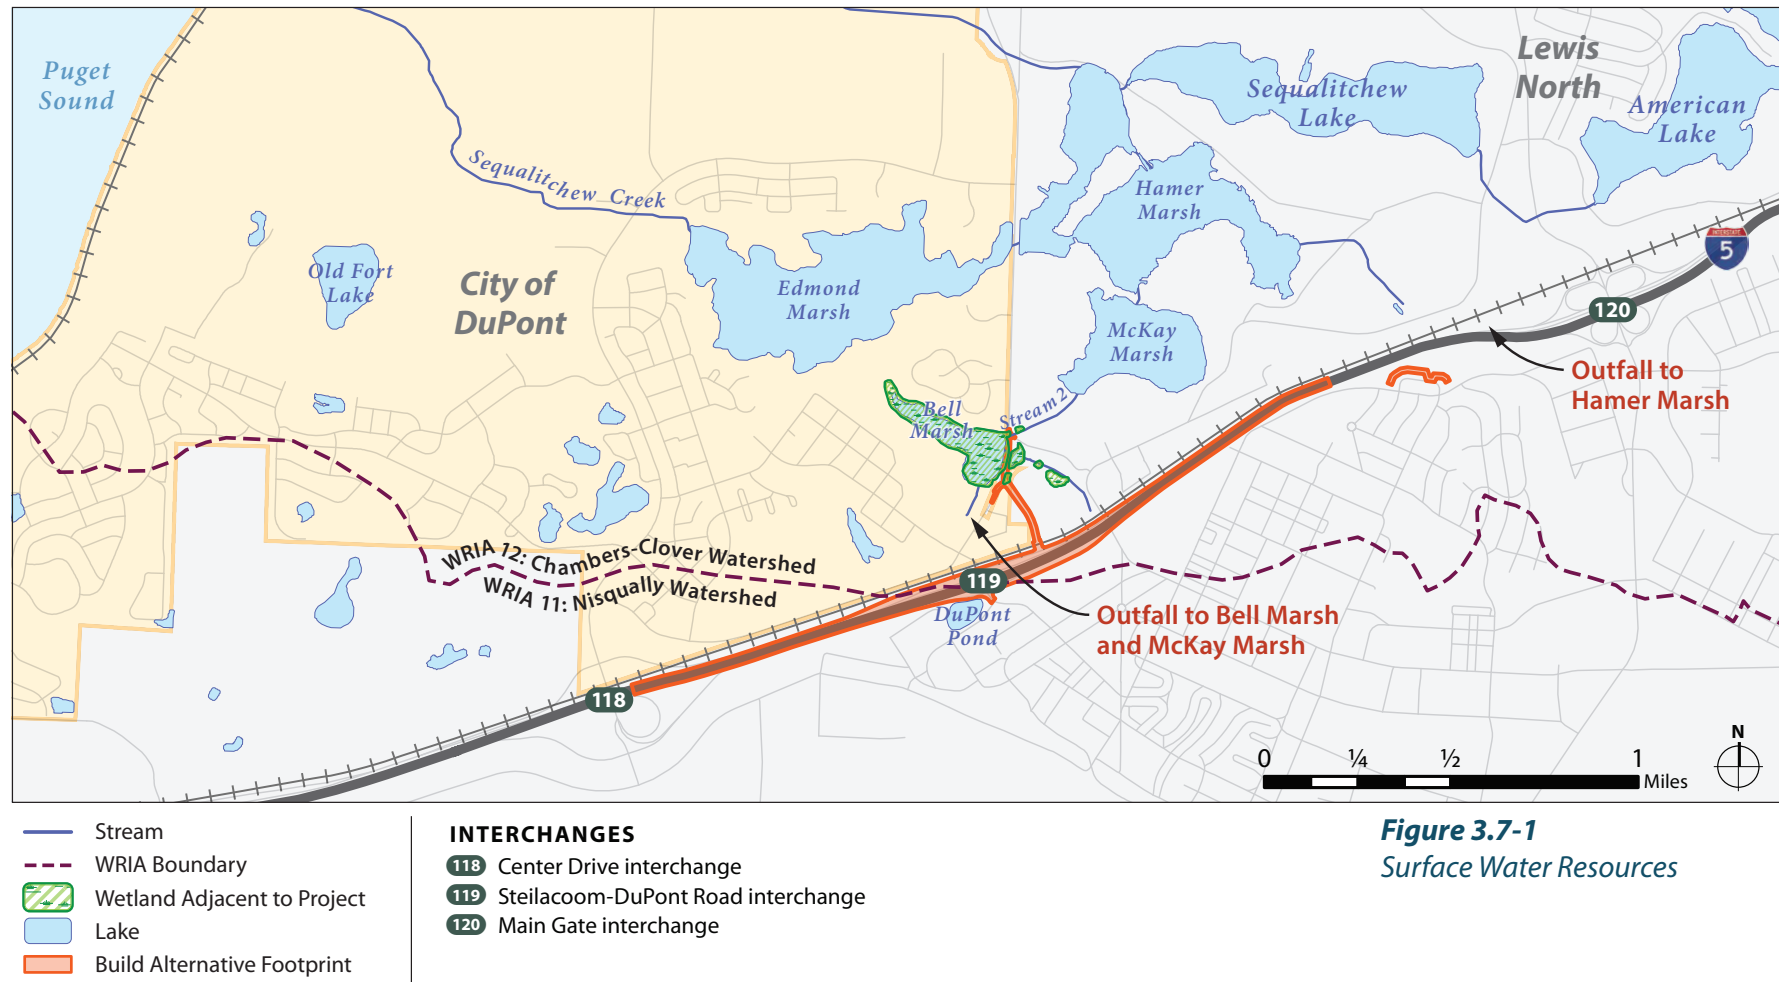 Puget
Sound
Sequalitchew Creek
Old Fort
Lake
City of
DuPont
Edmond
Marsh
Sequalitchew
Lake
Lewis
North
American
Lake
Hamer
Marsh
McKay
Marsh
INTERSTATE
5
120
Outfall to
Hamer Marsh
Bell
Marsh
Stream 2
WRIA 12: Chambers-Clover Watershed
WRIA 11: Nisqually Watershed
119
DuPont
Pond
Outfall to Bell Marsh
and McKay Marsh
118
0 ¼ ½ 1
Miles
N
Stream
WRIA Boundary
Wetland Adjacent to Project
Lake
Build Alternative Footprint
INTERCHANGES
118 Center Drive interchange
119 Steilacoom-DuPont Road interchange
120 Main Gate interchange
Figure 3.7-1
Surface Water Resources